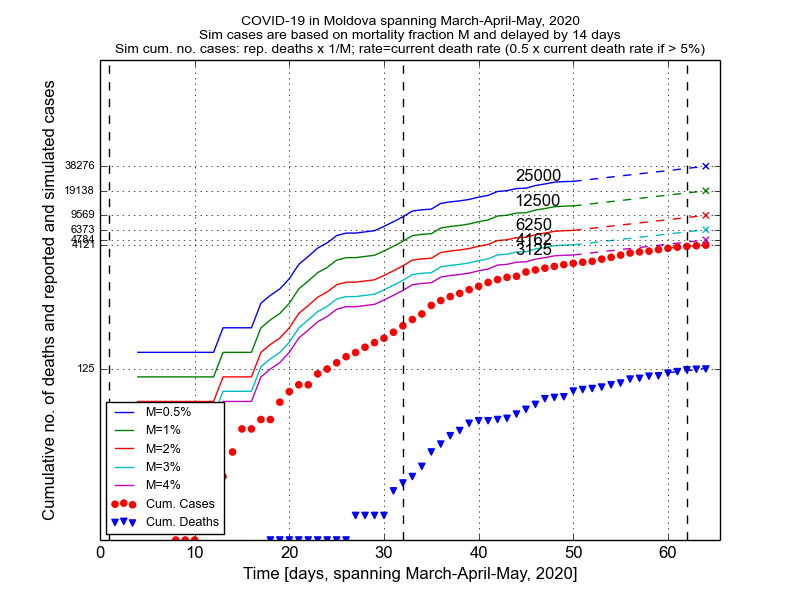 COVID-19 in Moldova spanning March-April-May, 2020
Sim cases are based on mortality fraction M and delayed by 14 days
Sim cum. no. cases: rep. deaths x 1/M; rate=current death rate (0.5 x current death rate if > 5%)
Cumulative no. of deaths and reported and simulated cases
38276
19138
9569
6373
4784
4121
125
25000
12500
6250
4162
3125
M=0.5%
M=1%
M=2%
M=3%
M=4%
Cum. Cases
Cum. Deaths
0 10 20 30 40 50 60
Time [days, spanning March-April-May, 2020]